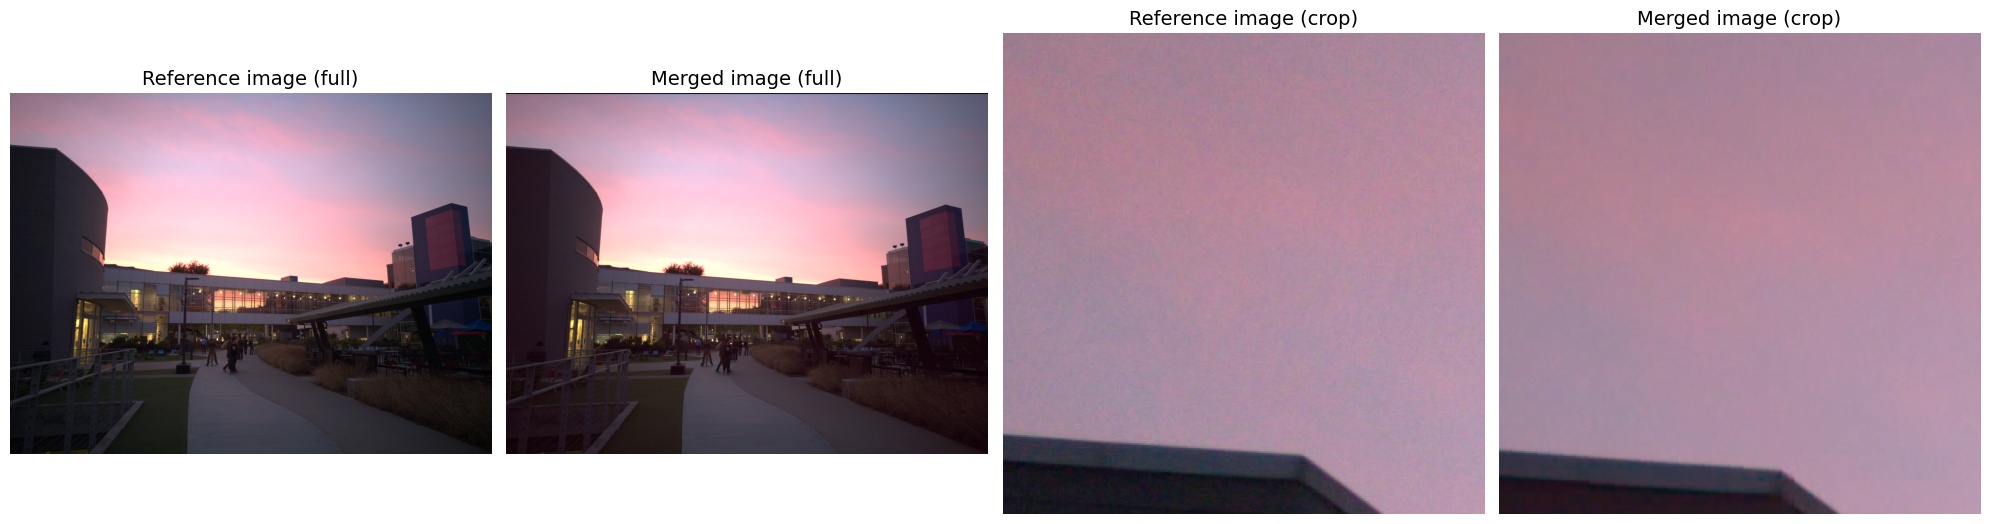 Reference image (full)
Merged image (full)
Reference image (crop)
Merged image (crop)